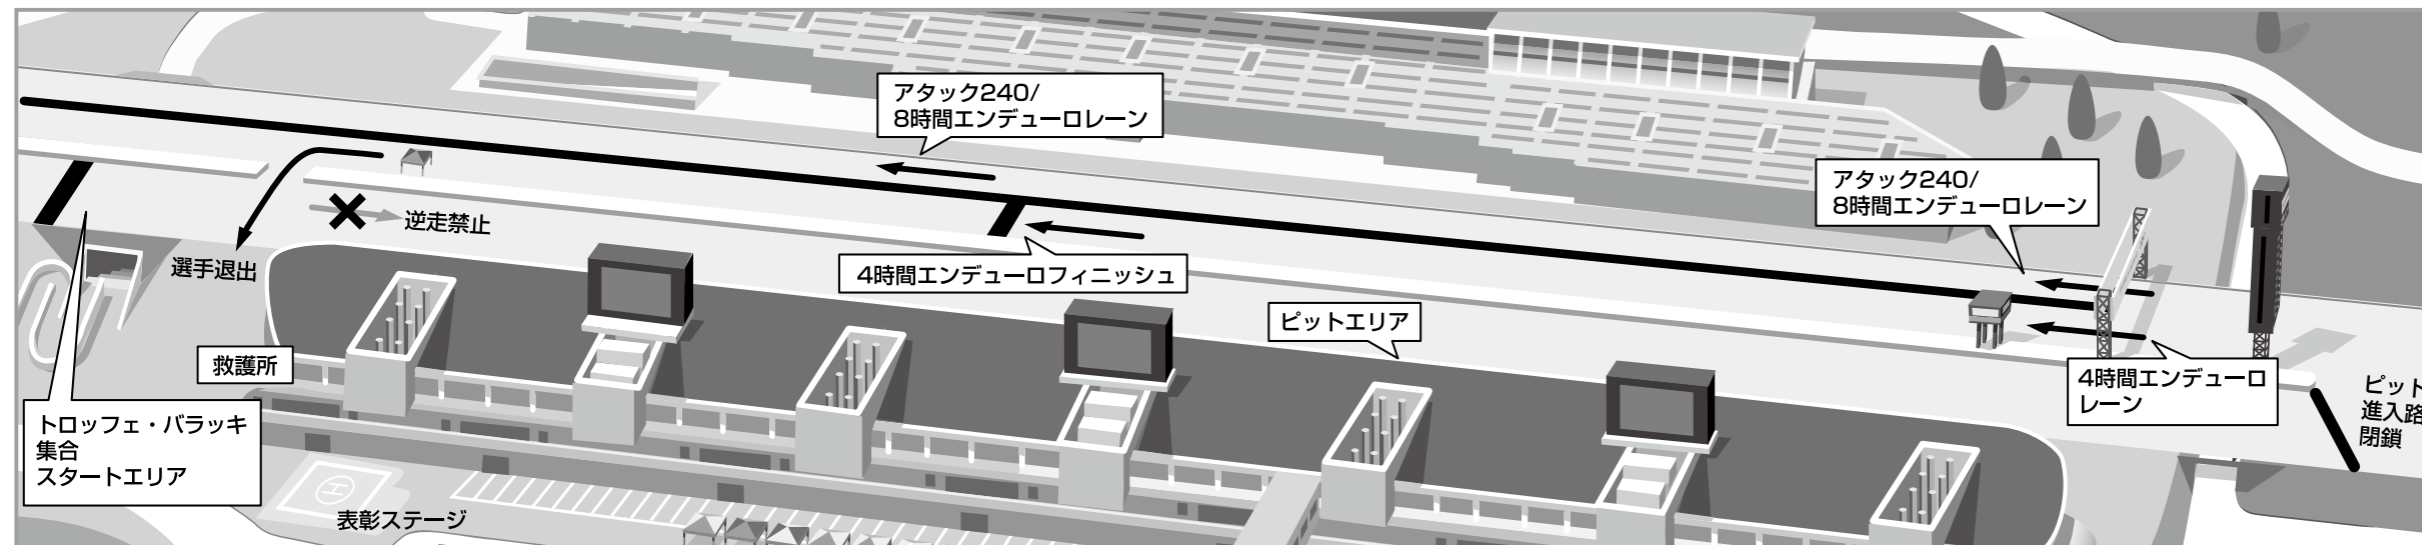 アタック240/
8時間エンデューロレーン
アタック240/
8時間エンデューロレーン
逆走禁止
選手退出
4時間エンデューロフィニッシュ
ピットエリア
救護所
4時間エンデューロ
レーン
ピット
進入路
閉鎖
トロッフェ・バラッキ
集合
スタートエリア
表彰ステージ